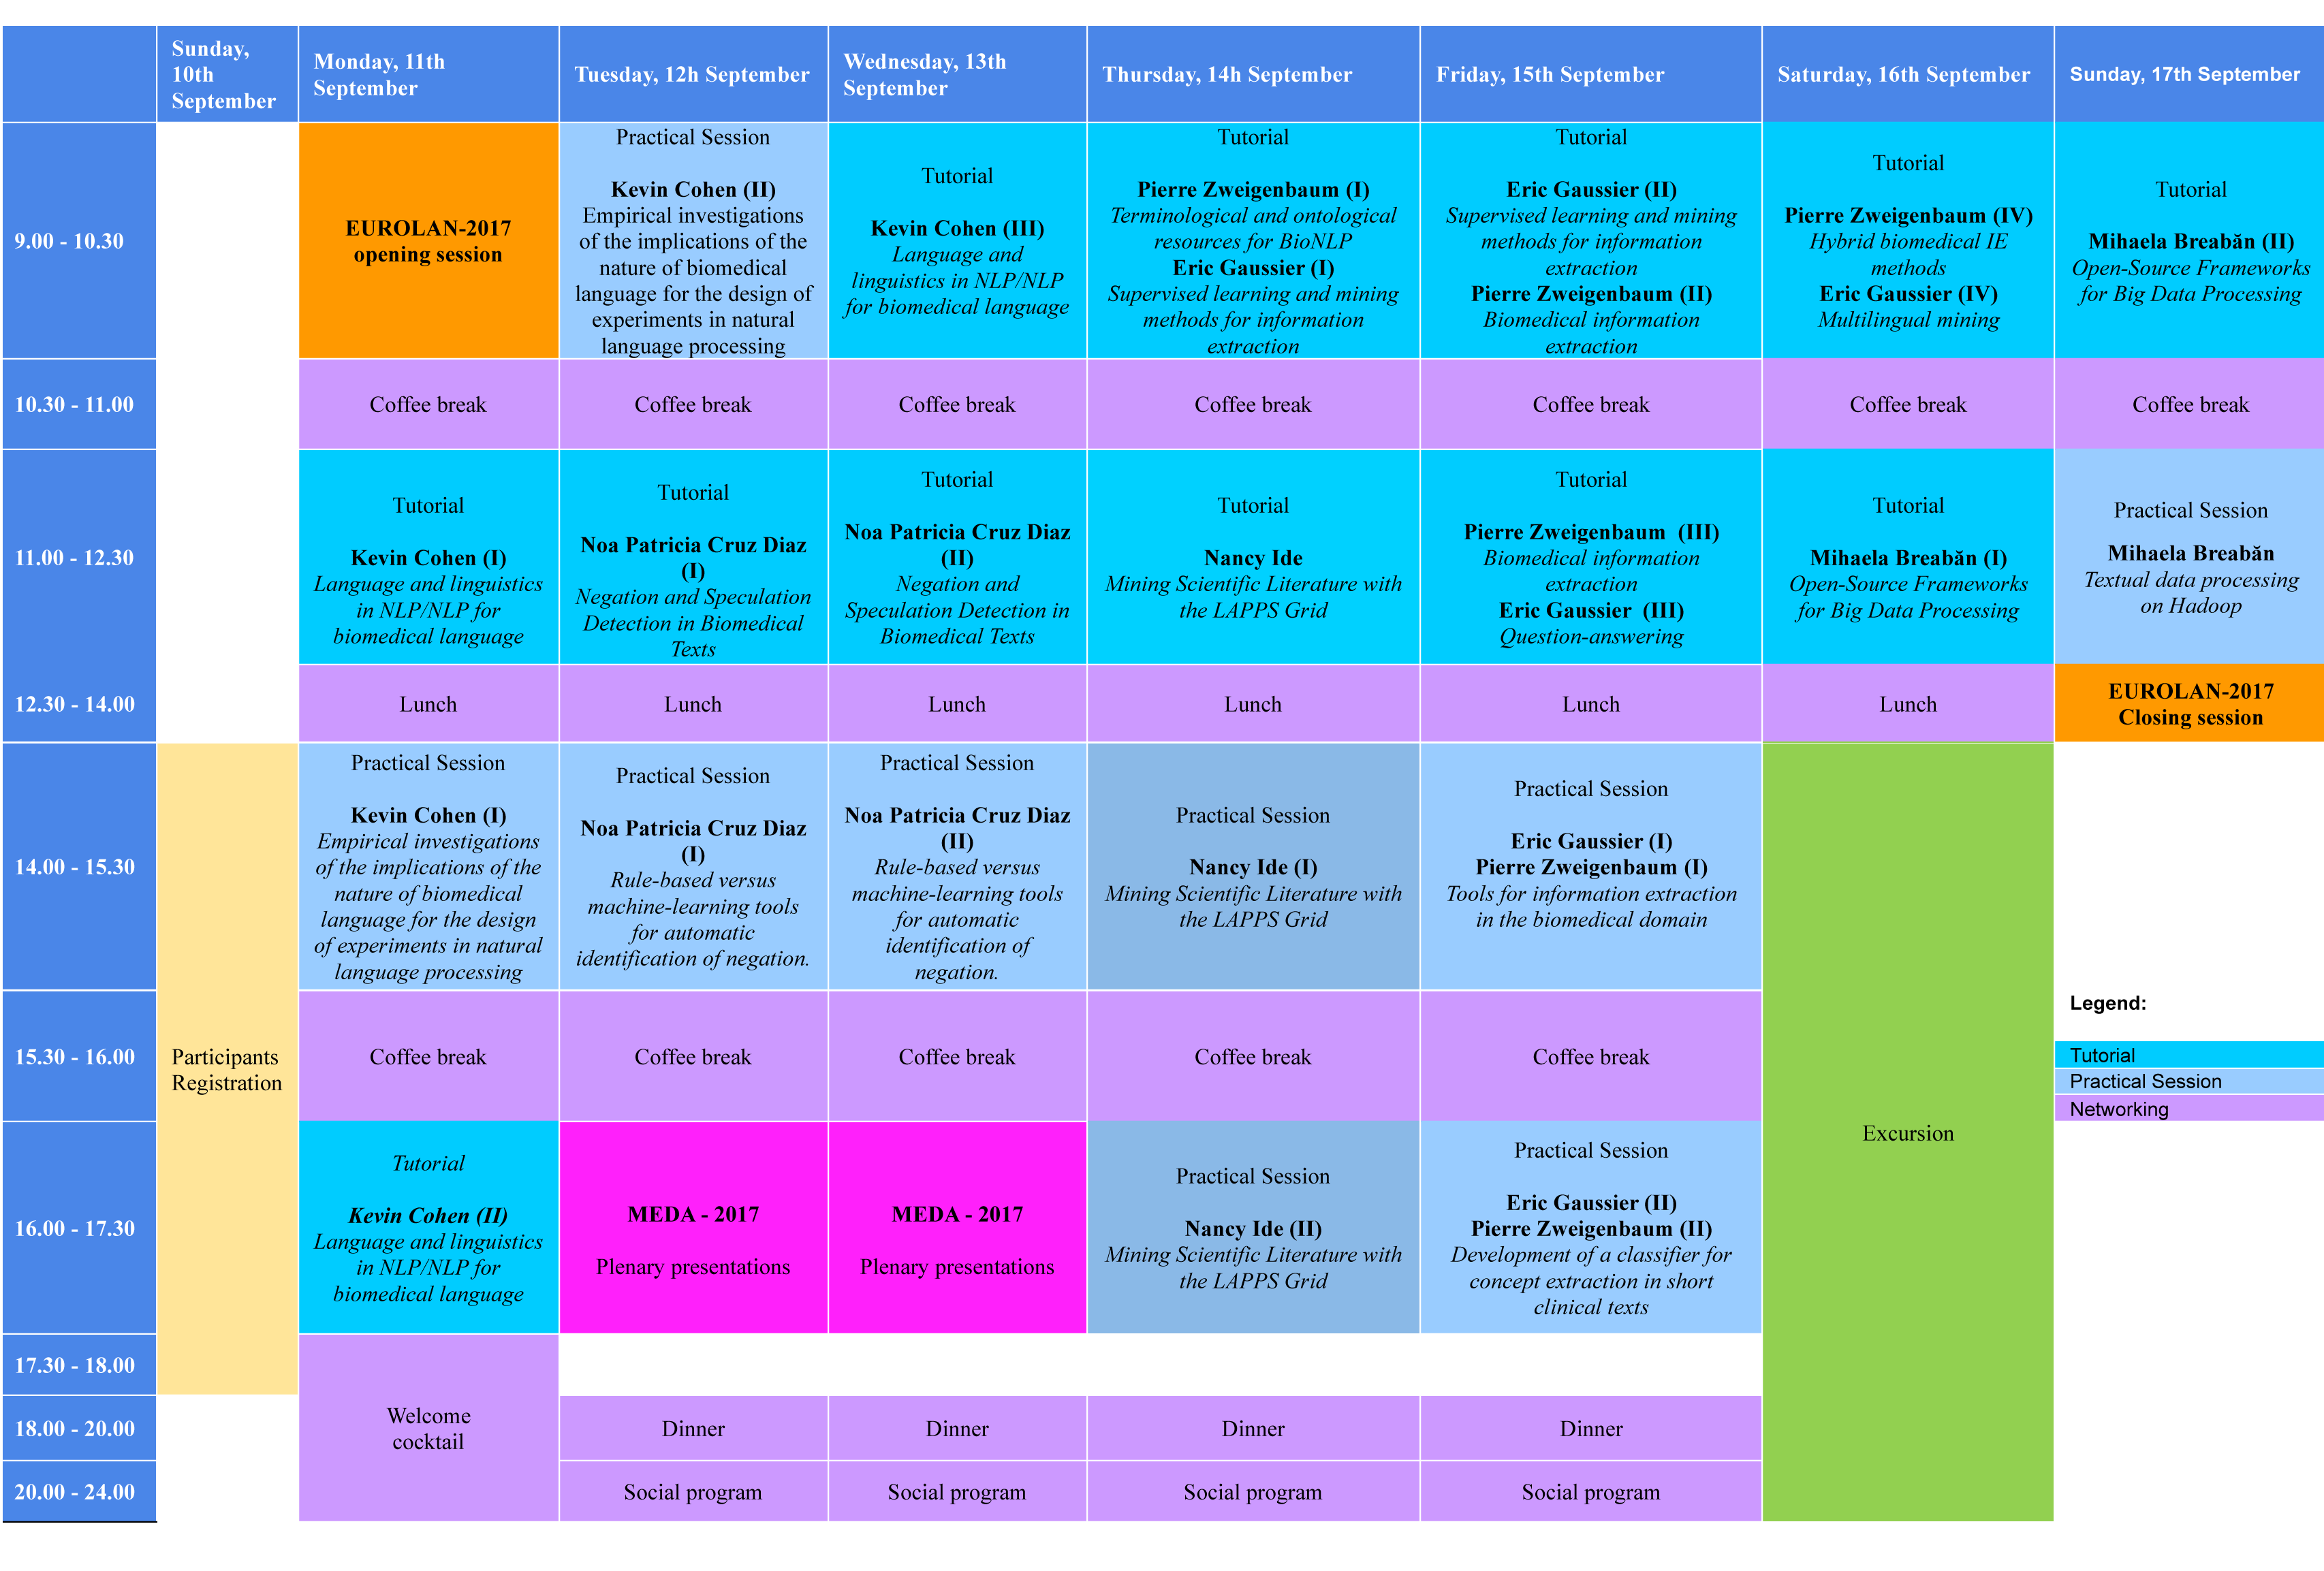 Sunday,
10th
September
Monday, 11th
September
Tuesday, 12h September
Wednesday, 13th
September
Thursday, 14h September
Friday, 15th September
Saturday, 16th September
Sunday, 17th September
9.00 - 10.30
EUROLAN-2017
opening session
Practical Session
Kevin Cohen (II)
Empirical investigations
of the implications of the
nature of biomedical
language for the design of
experiments in natural
language processing
Tutorial
Kevin Cohen (III)
Language and
linguistics in NLP/NLP
for biomedical language
Tutorial
Pierre Zweigenbaum (I)
Terminological and ontological
resources for BioNLP
Eric Gaussier (I)
Supervised learning and mining
methods for information
extraction
Tutorial
Eric Gaussier (II)
Supervised learning and mining
methods for information
extraction
Pierre Zweigenbaum (II)
Biomedical information
extraction
Tutorial
Pierre Zweigenbaum (IV)
Hybrid biomedical IE
methods
Eric Gaussier (IV)
Multilingual mining
Tutorial
Mihaela Breabăn (II)
Open-Source Frameworks
for Big Data Processing
10.30 - 11.00
Coffee break
Coffee break
Coffee break
Coffee break
Coffee break
Coffee break
Coffee break
11.00 - 12.30
Tutorial
Kevin Cohen (I)
Language and linguistics
in NLP/NLP for
biomedical language
Tutorial
Noa Patricia Cruz Diaz
(I)
Negation and Speculation
Detection in Biomedical
Texts
Tutorial
Noa Patricia Cruz Diaz
(II)
Negation and
Speculation Detection in
Biomedical Texts
Tutorial
Nancy Ide
Mining Scientific Literature with
the LAPPS Grid
Tutorial
Pierre Zweigenbaum (III)
Biomedical information
extraction
Eric Gaussier (III)
Question-answering
Tutorial
Mihaela Breabăn (I)
Open-Source Frameworks
for Big Data Processing
Practical Session
Mihaela Breabăn
Textual data processing
on Hadoop
12.30 - 14.00
Lunch
Lunch
Lunch
Lunch
Lunch
Lunch
EUROLAN-2017
Closing session
14.00 - 15.30
Practical Session
Kevin Cohen (I)
Empirical investigations
of the implications of the
nature of biomedical
language for the design
of experiments in natural
language processing
Practical Session
Noa Patricia Cruz Diaz
(I)
Rule-based versus
machine-learning tools
for automatic
identification of negation.
Practical Session
Noa Patricia Cruz Diaz
(II)
Rule-based versus
machine-learning tools
for automatic
identification of
negation.
Practical Session
Nancy Ide (I)
Mining Scientific Literature with
the LAPPS Grid
Practical Session
Eric Gaussier (I)
Pierre Zweigenbaum (I)
Tools for information extraction
in the biomedical domain
15.30 - 16.00
Participants
Registration
Coffee break
Coffee break
Coffee break
Coffee break
Coffee break
Excursion
Legend:
Tutorial
Practical Session
Networking
16.00 - 17.30
Tutorial
Kevin Cohen (II)
Language and linguistics
in NLP/NLP for
biomedical language
MEDA - 2017
Plenary presentations
MEDA - 2017
Plenary presentations
Practical Session
Nancy Ide (II)
Mining Scientific Literature with
the LAPPS Grid
Practical Session
Eric Gaussier (II)
Pierre Zweigenbaum (II)
Development of a classifier for
concept extraction in short
clinical texts
17.30 - 18.00
Welcome
cocktail
18.00 - 20.00
Dinner
Dinner
Dinner
Dinner
20.00 - 24.00
Social program
Social program
Social program
Social program